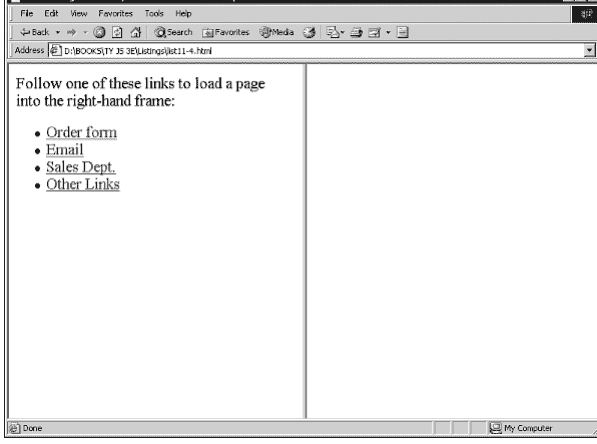 File Edit View Favorites Tools Help
Back Search Favorites Media
Address D:\BOOKS\TY JS 3E\Listings\list11-4.html
Follow one of these links to load a page
into the right-hand frame:
Order form
Email
Sales Dept.
Other Links
Done My Computer